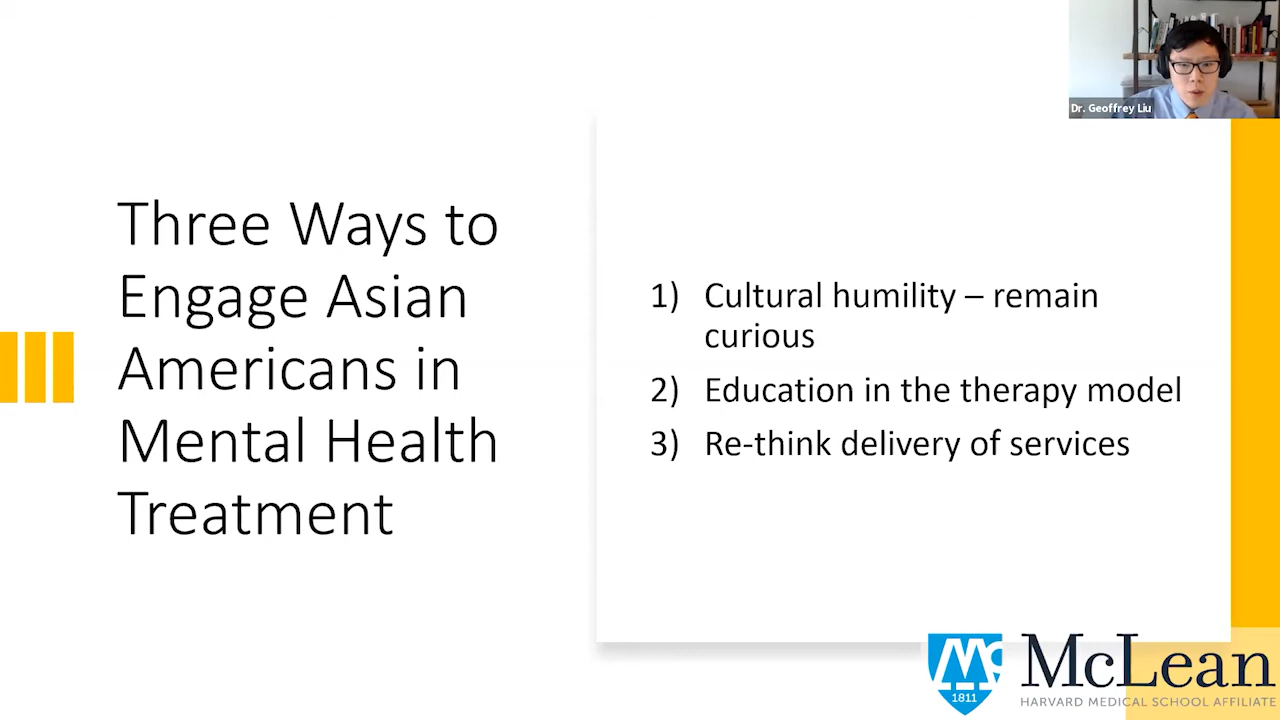 Dr. Geoffrey Liu
Three Ways to
Engage Asian
Americans in
Mental Health
Treatment
1) Cultural humility – remain
curious
2) Education in the therapy model
3) Re-think delivery of services
1811
McLean
HARVARD MEDICAL SCHOOL AFFILIATE